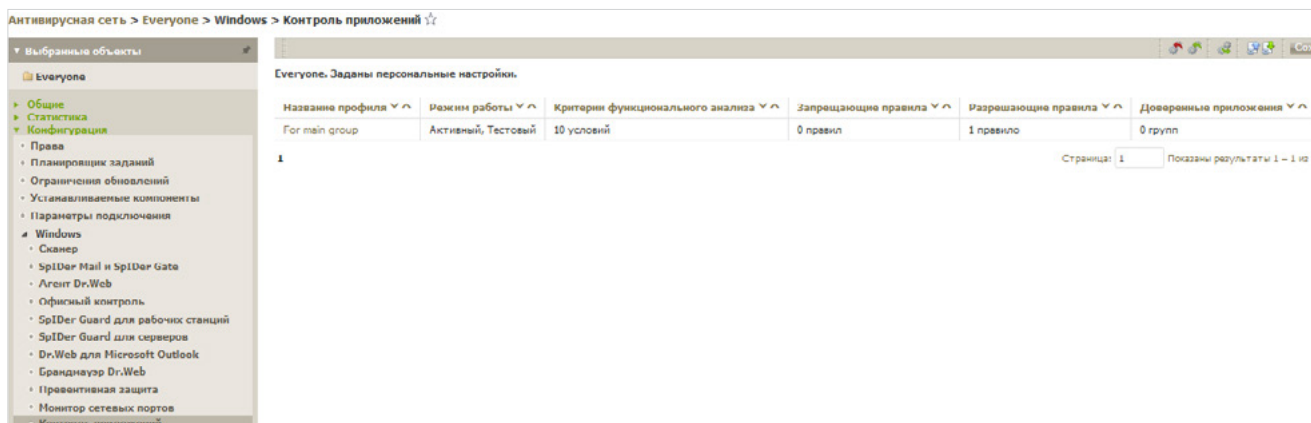 Антивирусная сеть > Everyone > Windows > Контроль приложений
Выбранные объекты
Everyone
Общие
Статистика
Конфигурация
Права
Планировщик заданий
Ограничения обновлений
Устанавливаемые компоненты
Параметры подключения
Windows
Сканер
SpIDer Mail и SpIDer Gate
Агент Dr.Web
Офисный контроль
SpIDer Guard для рабочих станций
SpIDer Guard для серверов
Dr.Web для Microsoft Outlook
Брандмауэр Dr.Web
Превентивная защита
Монитор сетевых портов
Everyone. Заданы персональные настройки.
Название профиля Режим работы Критерии функционального анализа Запрещающие правила Разрешающие правила Доверенные приложения
For main group Активный, Тестовый 10 условий 0 правил 1 правило 0 групп
1 Страница: 1 Показаны результаты 1 – 1 из